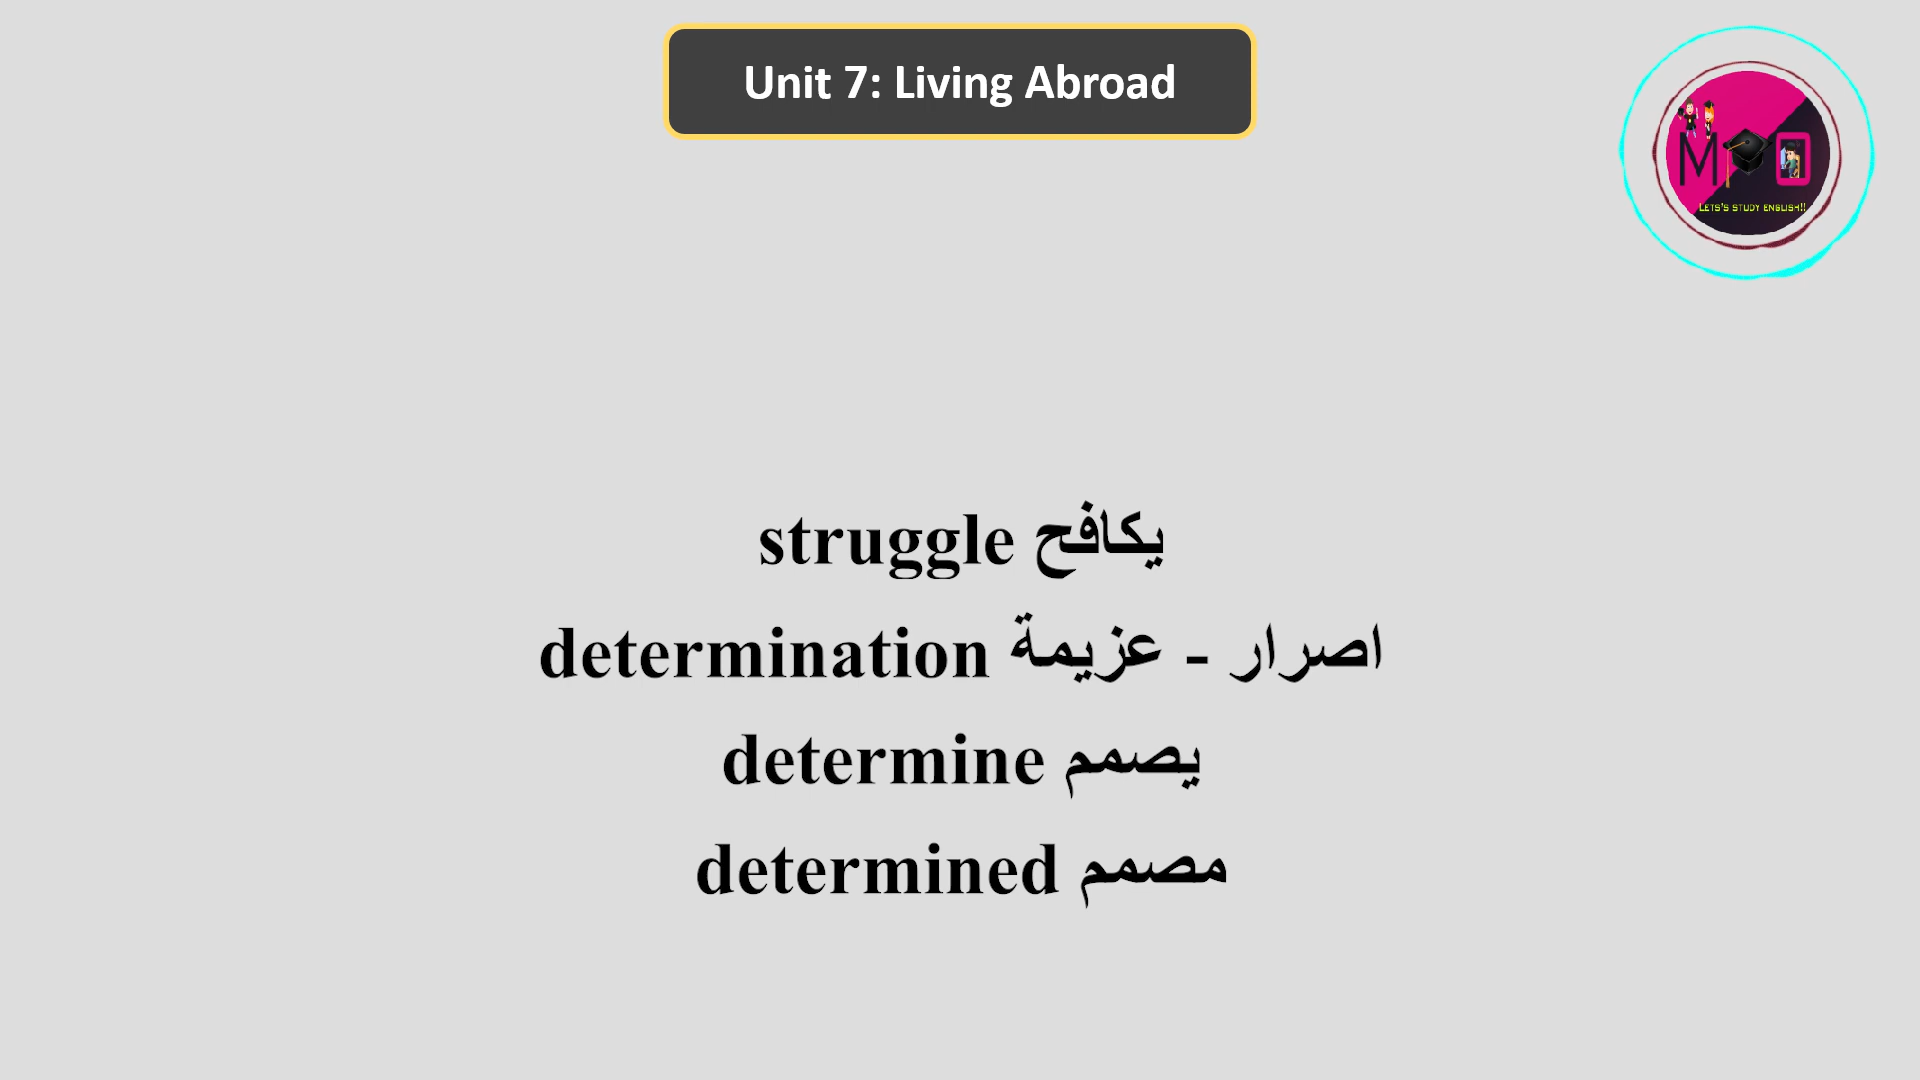 Unit 7: Living Abroad
M O
LETS'S STUDY ENGLISH!!
struggle يكافح
determination اصرار - عزيمة
determine يصمم
determined مصمم